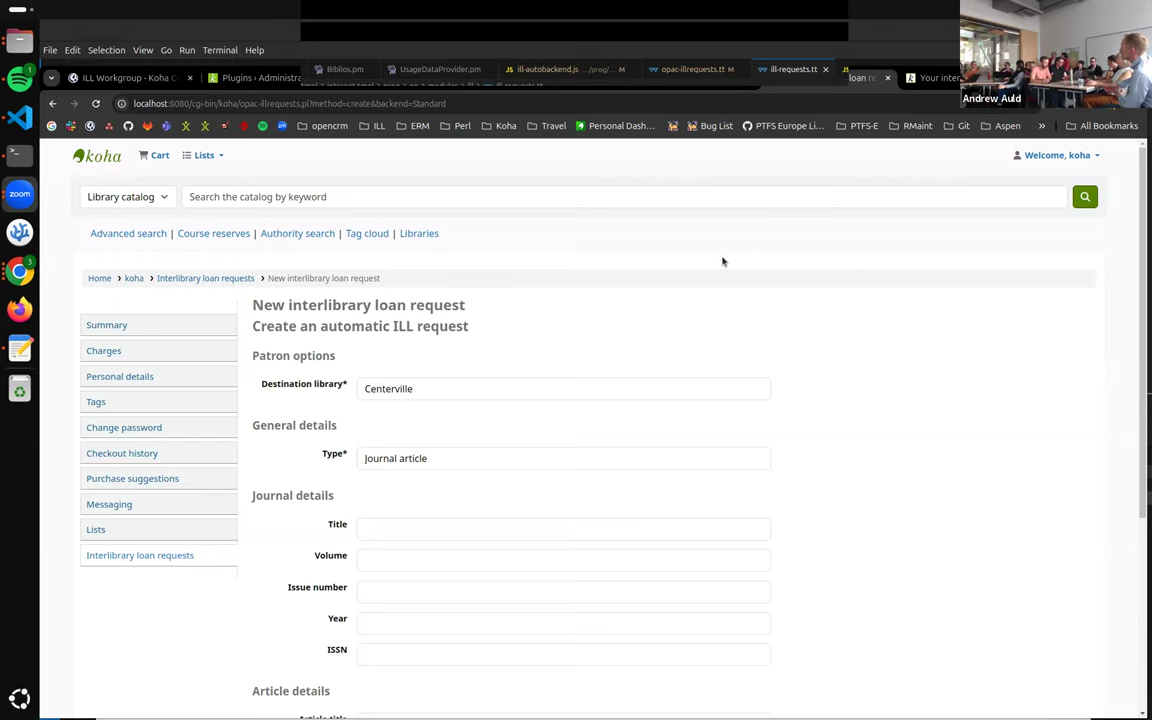 File Edit Selection View Go Run Terminal Help
Biblios.pm UsageDataProvider.pm ill-autobackend.js .../prog/... M opac-illrequests.tt M ill-requests.tt
ILL Workgroup - Koha C Plugins › Administra loan re Your inter
localhost:8080/cgi-bin/koha/opac-illrequests.pl?method=create&backend=Standard
Andrew Auld
opencrm ILL ERM Perl Koha Travel Personal Dash... Bug List PTFS Europe Li... PTFS-E RMaint Git Aspen » All Bookmarks
koha Cart Lists Welcome, koha
Library catalog Search the catalog by keyword
Advanced search | Course reserves | Authority search | Tag cloud | Libraries
Home › koha › Interlibrary loan requests › New interlibrary loan request
Summary
Charges
Personal details
Tags
Change password
Checkout history
Purchase suggestions
Messaging
Lists
Interlibrary loan requests
New interlibrary loan request
Create an automatic ILL request
Patron options
Destination library* Centerville
General details
Type* Journal article
Journal details
Title
Volume
Issue number
Year
ISSN
Article details
zoom